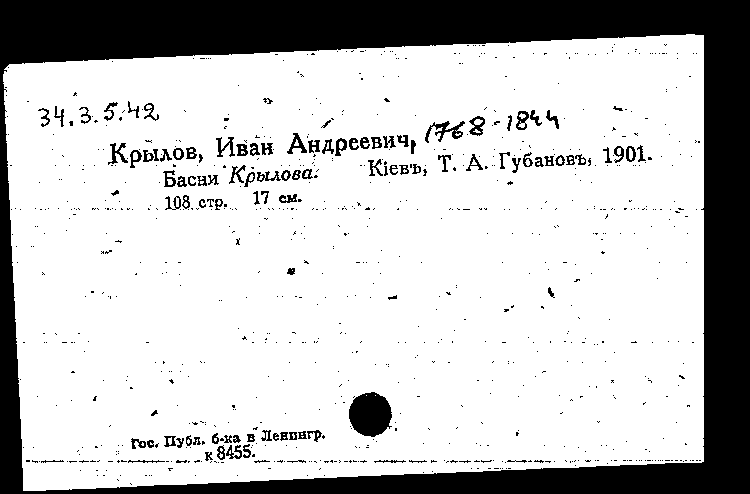 34.3.5.42
Крылов, Иван Андреевич, 1768-1844
Басни Крылова. Кіевъ, Т. А. Губановъ, 1901.
108 стр. 17 см.
Гос. Публ. б-ка в Ленингр.
к 8455.